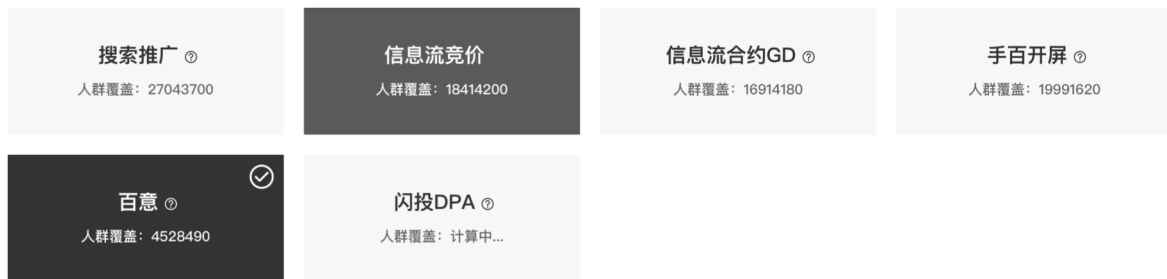 搜索推广
人群覆盖：27043700
信息流竞价
人群覆盖：18414200
信息流合约GD
人群覆盖：16914180
手百开屏
人群覆盖：19991620
百意
人群覆盖：4528490
闪投DPA
人群覆盖：计算中...